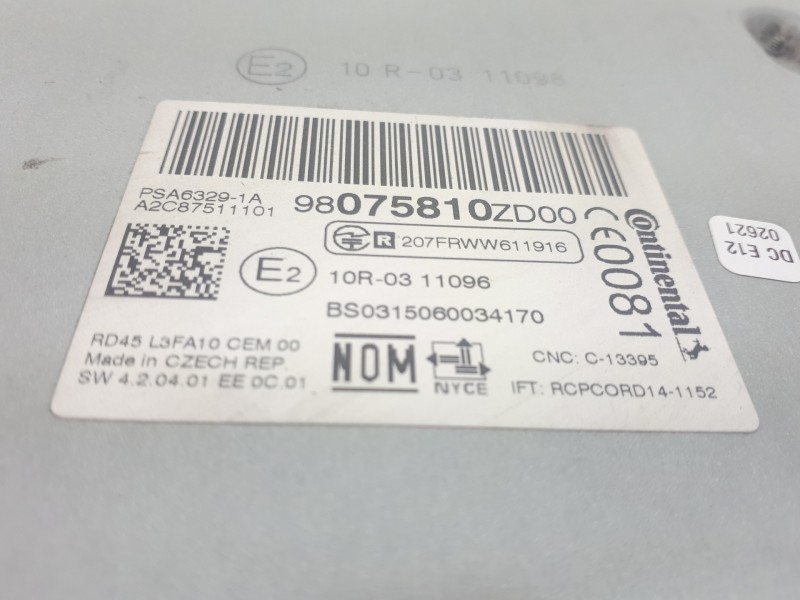 E2 10 R-03 11098
PSA6329-1A
A2C87511101
98075810ZD00
R 207FRWW611916
CE0081
Continental
E2 10R-03 11096
BS0315060034170
RD45 L3FA10 CEM 00
Made in CZECH REP.
SW 4.2.04.01 EE 0C.01
NOM
NYCE
CNC: C-13395
IFT: RCPCORD14-1152
DC E12
02621